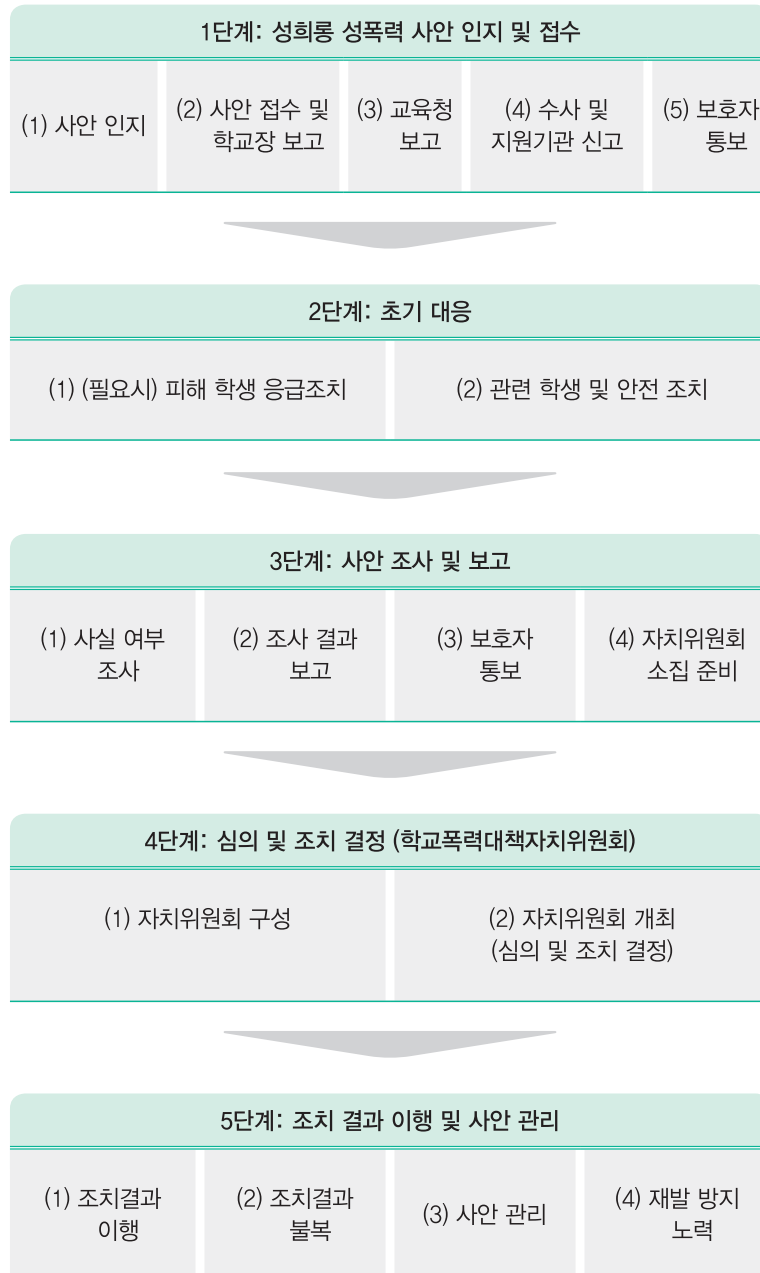 1단계: 성희롱 성폭력 사안 인지 및 접수
(1) 사안 인지
(2) 사안 접수 및
학교장 보고
(3) 교육청
보고
(4) 수사 및
지원기관 신고
(5) 보호자
통보
2단계: 초기 대응
(1) (필요시) 피해 학생 응급조치
(2) 관련 학생 및 안전 조치
3단계: 사안 조사 및 보고
(1) 사실 여부
조사
(2) 조사 결과
보고
(3) 보호자
통보
(4) 자치위원회
소집 준비
4단계: 심의 및 조치 결정 (학교폭력대책자치위원회)
(1) 자치위원회 구성
(2) 자치위원회 개최
(심의 및 조치 결정)
5단계: 조치 결과 이행 및 사안 관리
(1) 조치결과
이행
(2) 조치결과
불복
(3) 사안 관리
(4) 재발 방지
노력